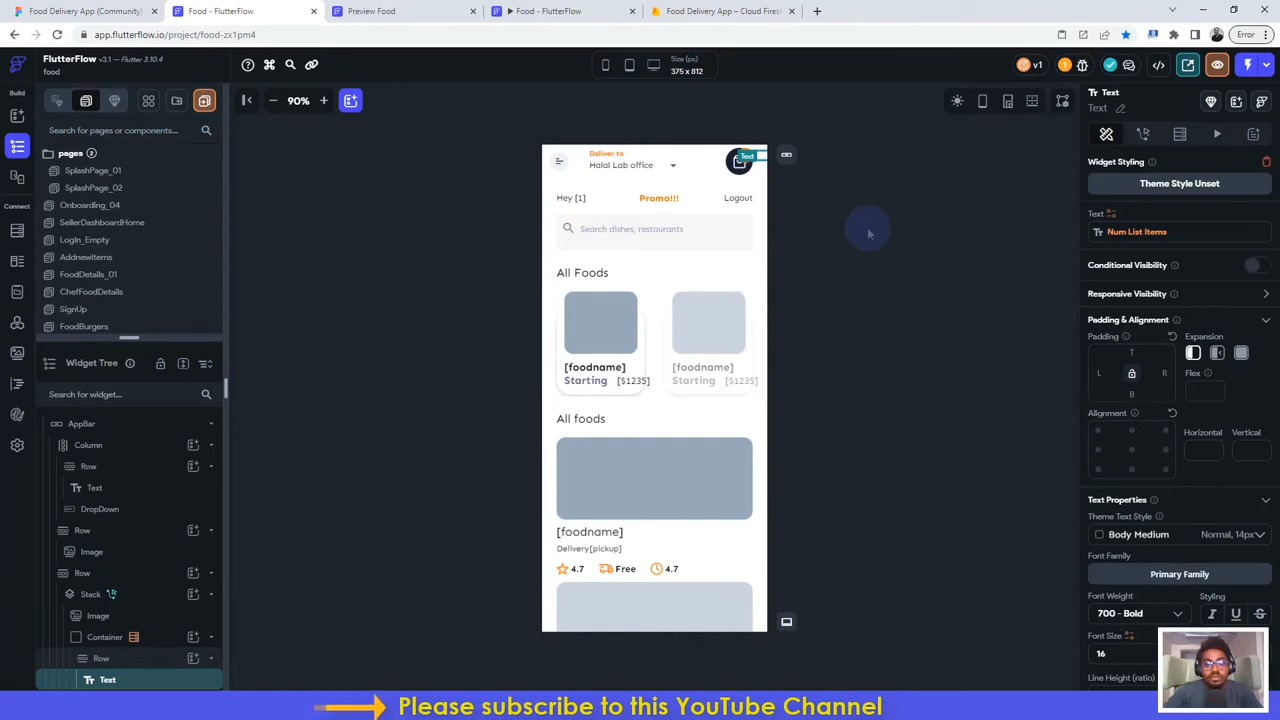 Food Delivery App (Community)
Food - FlutterFlow
Preview Food
Food - FlutterFlow
Food Delivery App – Cloud Fires
app.flutterflow.io/project/food-zx1pm4
Error
FlutterFlow v3.1 - Flutter 3.10.4
food
Size (px)
375 x 812
v1
1
Build
Connect
90%
Search for pages or components...
pages 2
SplashPage_01
SplashPage_02
Onboarding_04
SellerDashboardHome
LogIn_Empty
AddnewItems
FoodDetails_01
ChefFoodDetails
SignUp
FoodBurgers
Widget Tree
Search for widget...
AppBar
Column
Row
Text
DropDown
Row
Image
Row
Stack
Image
Container
Row
Text
Deliver to
Halal Lab office
Text
Hey [1]
Promo!!!
Logout
Search dishes, restaurants
All Foods
[foodname]
Starting [$1235]
[foodname]
Starting [$1235]
All foods
[foodname]
Delivery[pickup]
4.7
Free
4.7
Text
Text
Widget Styling
Theme Style Unset
Text
Num List Items
Conditional Visibility
Responsive Visibility
Padding & Alignment
Padding
Expansion
T
L
R
B
Flex
Alignment
Horizontal
Vertical
Text Properties
Theme Text Style
Body Medium
Normal, 14px
Font Family
Primary Family
Font Weight
Styling
700 - Bold
Font Size
16
Line Height (ratio)
Please subscribe to this YouTube Channel